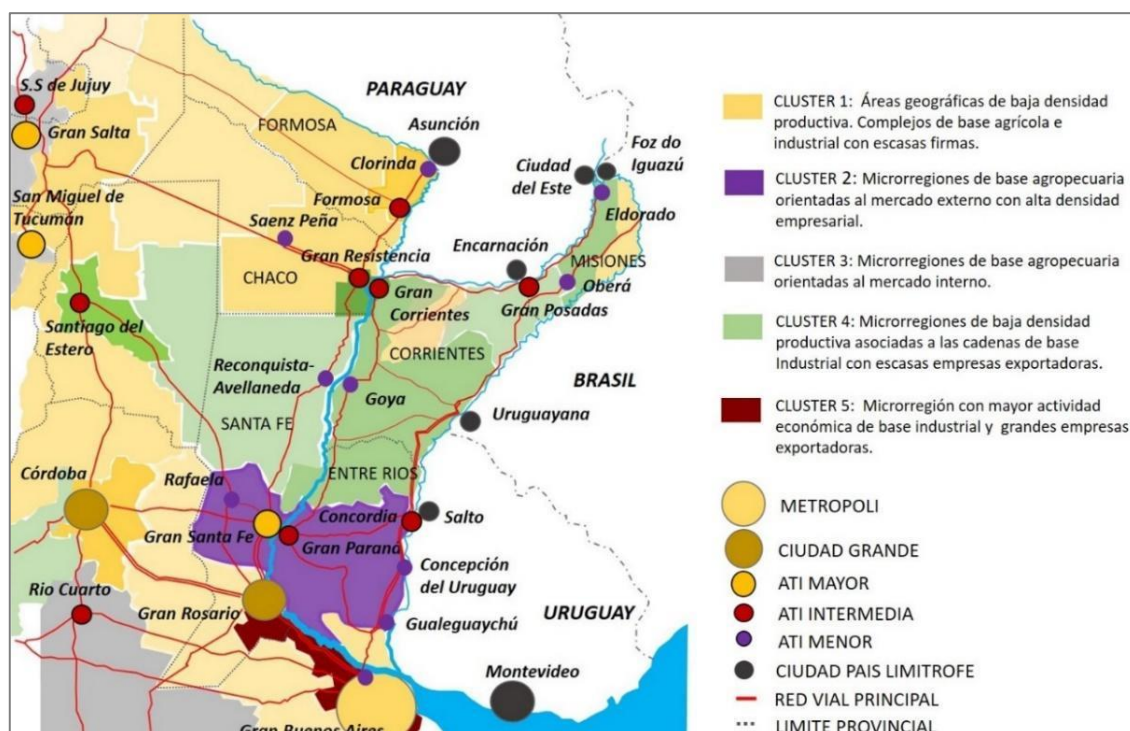 PARAGUAY
S.S de Jujuy
FORMOSA
Asunción
Gran Salta
Clorinda
Foz do
Iguazú
Ciudad
del Este
San Miguel de
Tucumán
Formosa
Saenz Peña
Eldorado
Encarnación
Gran Resistencia
MISIONES
CHACO
Oberá
Gran
Corrientes
Gran Posadas
Santiago del
Estero
CORRIENTES
Reconquista-
Avellaneda
BRASIL
Goya
Uruguayana
SANTA FE
Córdoba
Rafaela
ENTRE RIOS
Concordia
Salto
Gran Santa Fe
Gran Paraná
Concepción
del Uruguay
Rio Cuarto
Gran Rosario
URUGUAY
Gualeguaychú
Montevideo
Gran Buenos Aires
CLUSTER 1: Áreas geográficas de baja densidad
productiva. Complejos de base agrícola e
industrial con escasas firmas.
CLUSTER 2: Microrregiones de base agropecuaria
orientadas al mercado externo con alta densidad
empresarial.
CLUSTER 3: Microrregiones de base agropecuaria
orientadas al mercado interno.
CLUSTER 4: Microrregiones de baja densidad
productiva asociadas a las cadenas de base
Industrial con escasas empresas exportadoras.
CLUSTER 5: Microrregión con mayor actividad
económica de base industrial y grandes empresas
exportadoras.
METROPOLI
CIUDAD GRANDE
ATI MAYOR
ATI INTERMEDIA
ATI MENOR
CIUDAD PAIS LIMITROFE
RED VIAL PRINCIPAL
LIMITE PROVINCIAL